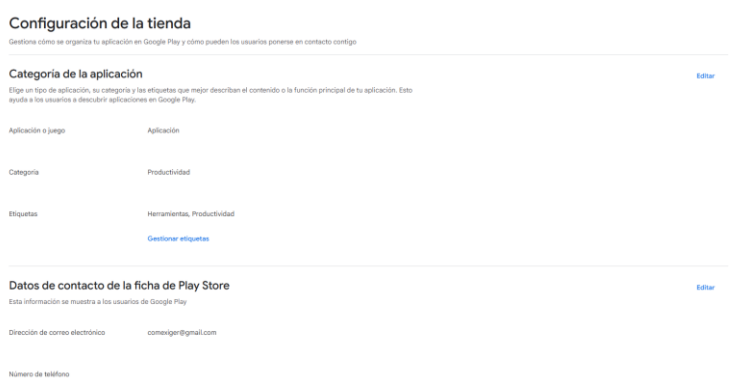 Configuración de la tienda
Gestiona cómo se organiza tu aplicación en Google Play y cómo pueden los usuarios ponerse en contacto contigo
Categoría de la aplicación
Editar
Elige un tipo de aplicación, su categoría y las etiquetas que mejor describan el contenido o la función principal de tu aplicación. Esto
ayuda a los usuarios a descubrir aplicaciones en Google Play.
Aplicación o juego
Aplicación
Categoría
Productividad
Etiquetas
Herramientas, Productividad
Gestionar etiquetas
Datos de contacto de la ficha de Play Store
Editar
Esta información se muestra a los usuarios de Google Play
Dirección de correo electrónico
comexiger@gmail.com
Número de teléfono